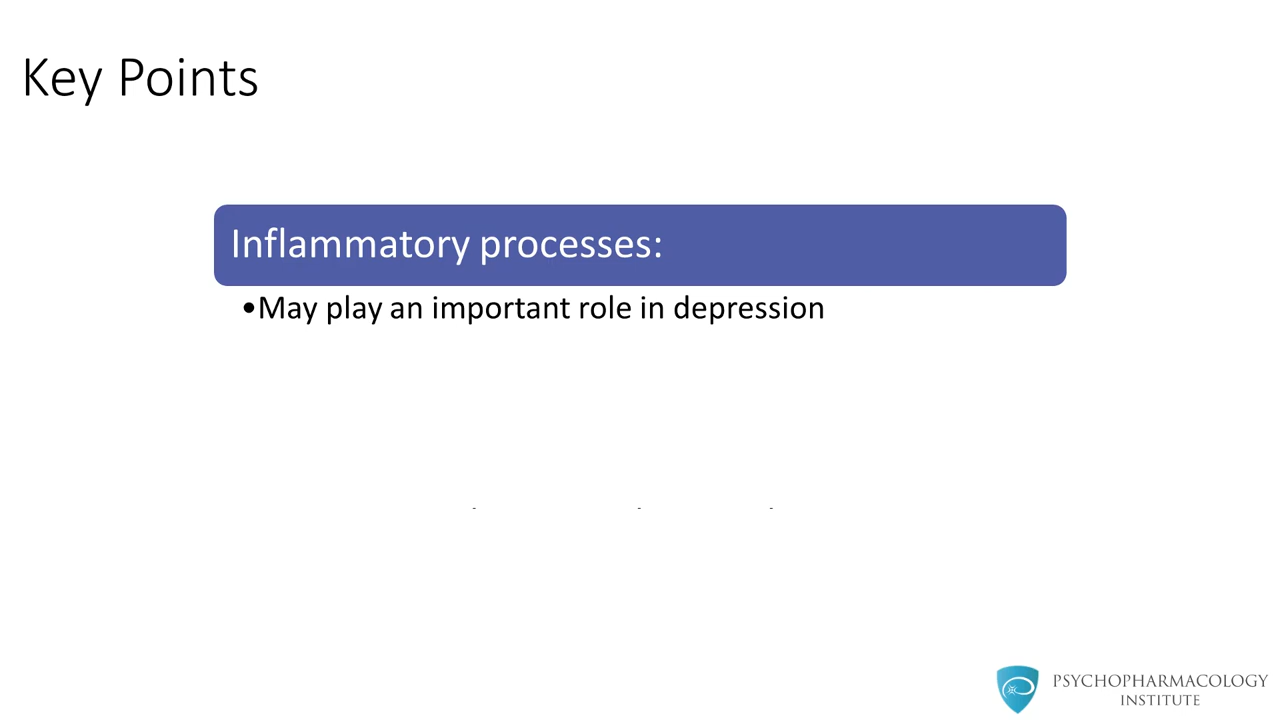 Key Points
Inflammatory processes:
•May play an important role in depression
PSYCHOPHARMACOLOGY
INSTITUTE